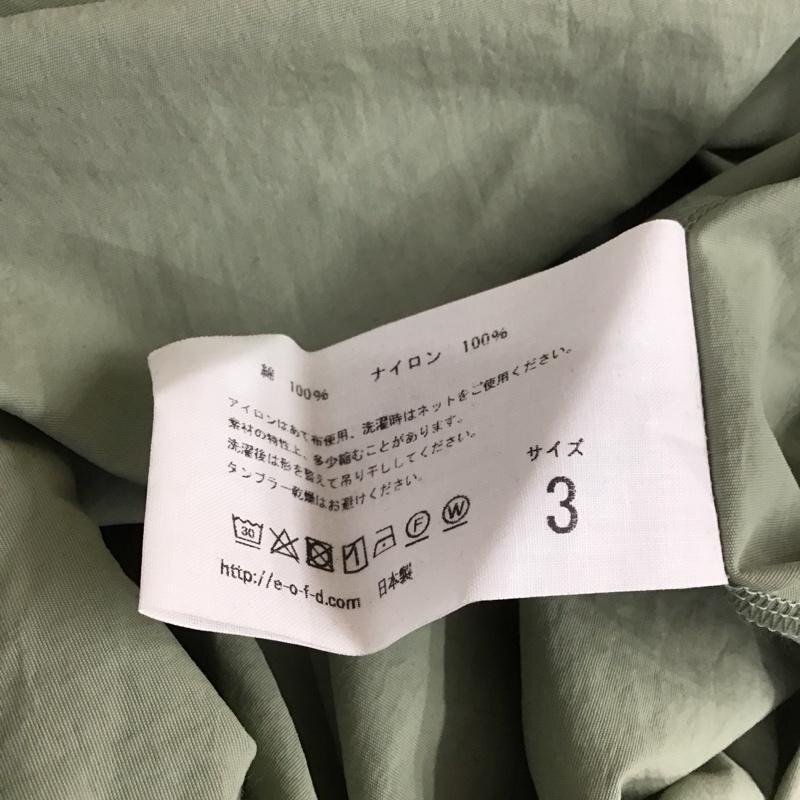 綿 100% ナイロン 100%
アイロンはあて布使用、洗濯時はネットをご使用ください。
素材の特性上、多少縮むことがあります。
洗濯後は形を整えて吊り干ししてください。
タンブラー乾燥はお避けください。
サイズ
3
30 F W
http://e-o-f-d.com 日本製